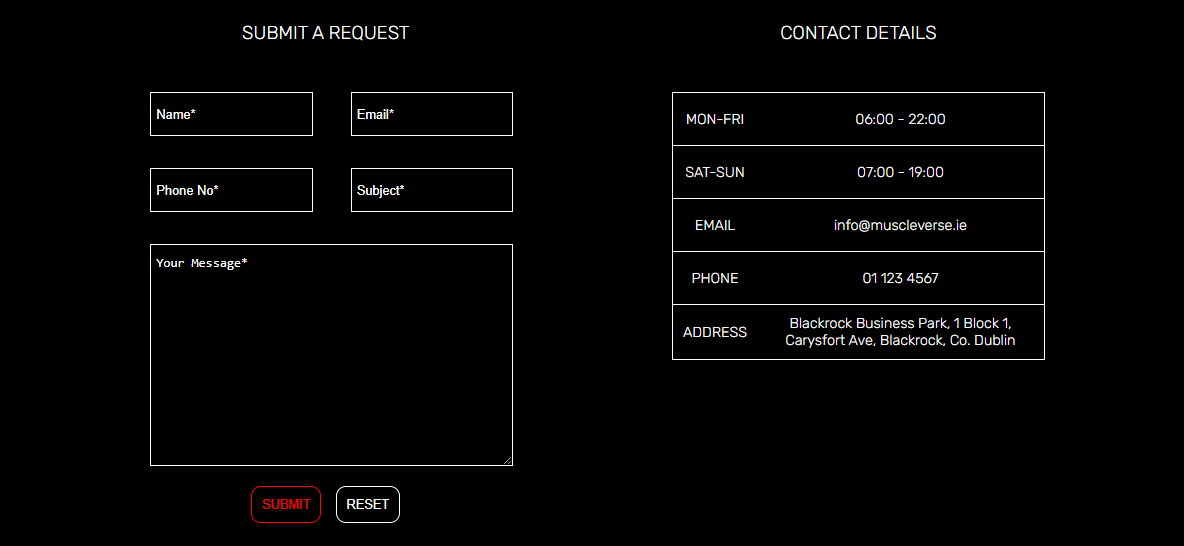 SUBMIT A REQUEST
Name*
Email*
Phone No*
Subject*
Your Message*
SUBMIT
RESET
CONTACT DETAILS
MON-FRI 06:00 - 22:00
SAT-SUN 07:00 - 19:00
EMAIL info@muscleverse.ie
PHONE 01 123 4567
ADDRESS Blackrock Business Park, 1 Block 1,
Carysfort Ave, Blackrock, Co. Dublin